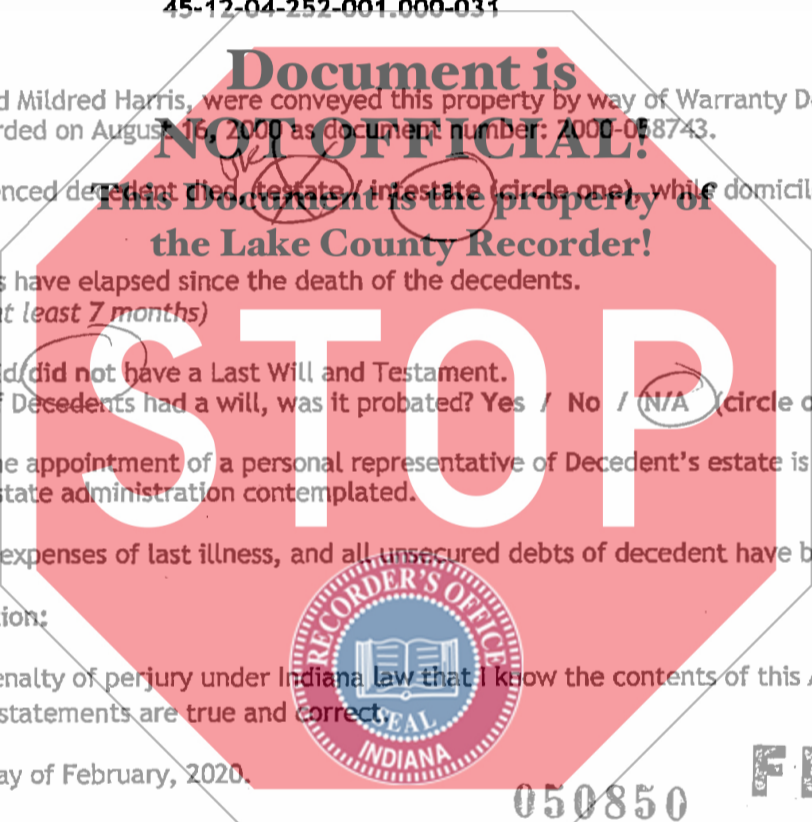 45-12-04-252-001.000-031
Document is
d Mildred Harris, were conveyed this property by way of Warranty D
rded on August 16, 2000 as document number: 2000-058743.
NOT OFFICIAL!
enced decedent died, testate / intestate (circle one), while domicil
This Document is the property of
the Lake County Recorder!
s have elapsed since the death of the decedents.
t least 7 months)
STOP
d/did not have a Last Will and Testament.
f Decedents had a will, was it probated? Yes / No / N/A (circle o
e appointment of a personal representative of Decedent's estate is
state administration contemplated.
expenses of last illness, and all unsecured debts of decedent have b
tion:
RECORDER'S OFFICE
SEAL
INDIANA
enalty of perjury under Indiana law that I know the contents of this A
statements are true and correct.
ay of February, 2020.
050850